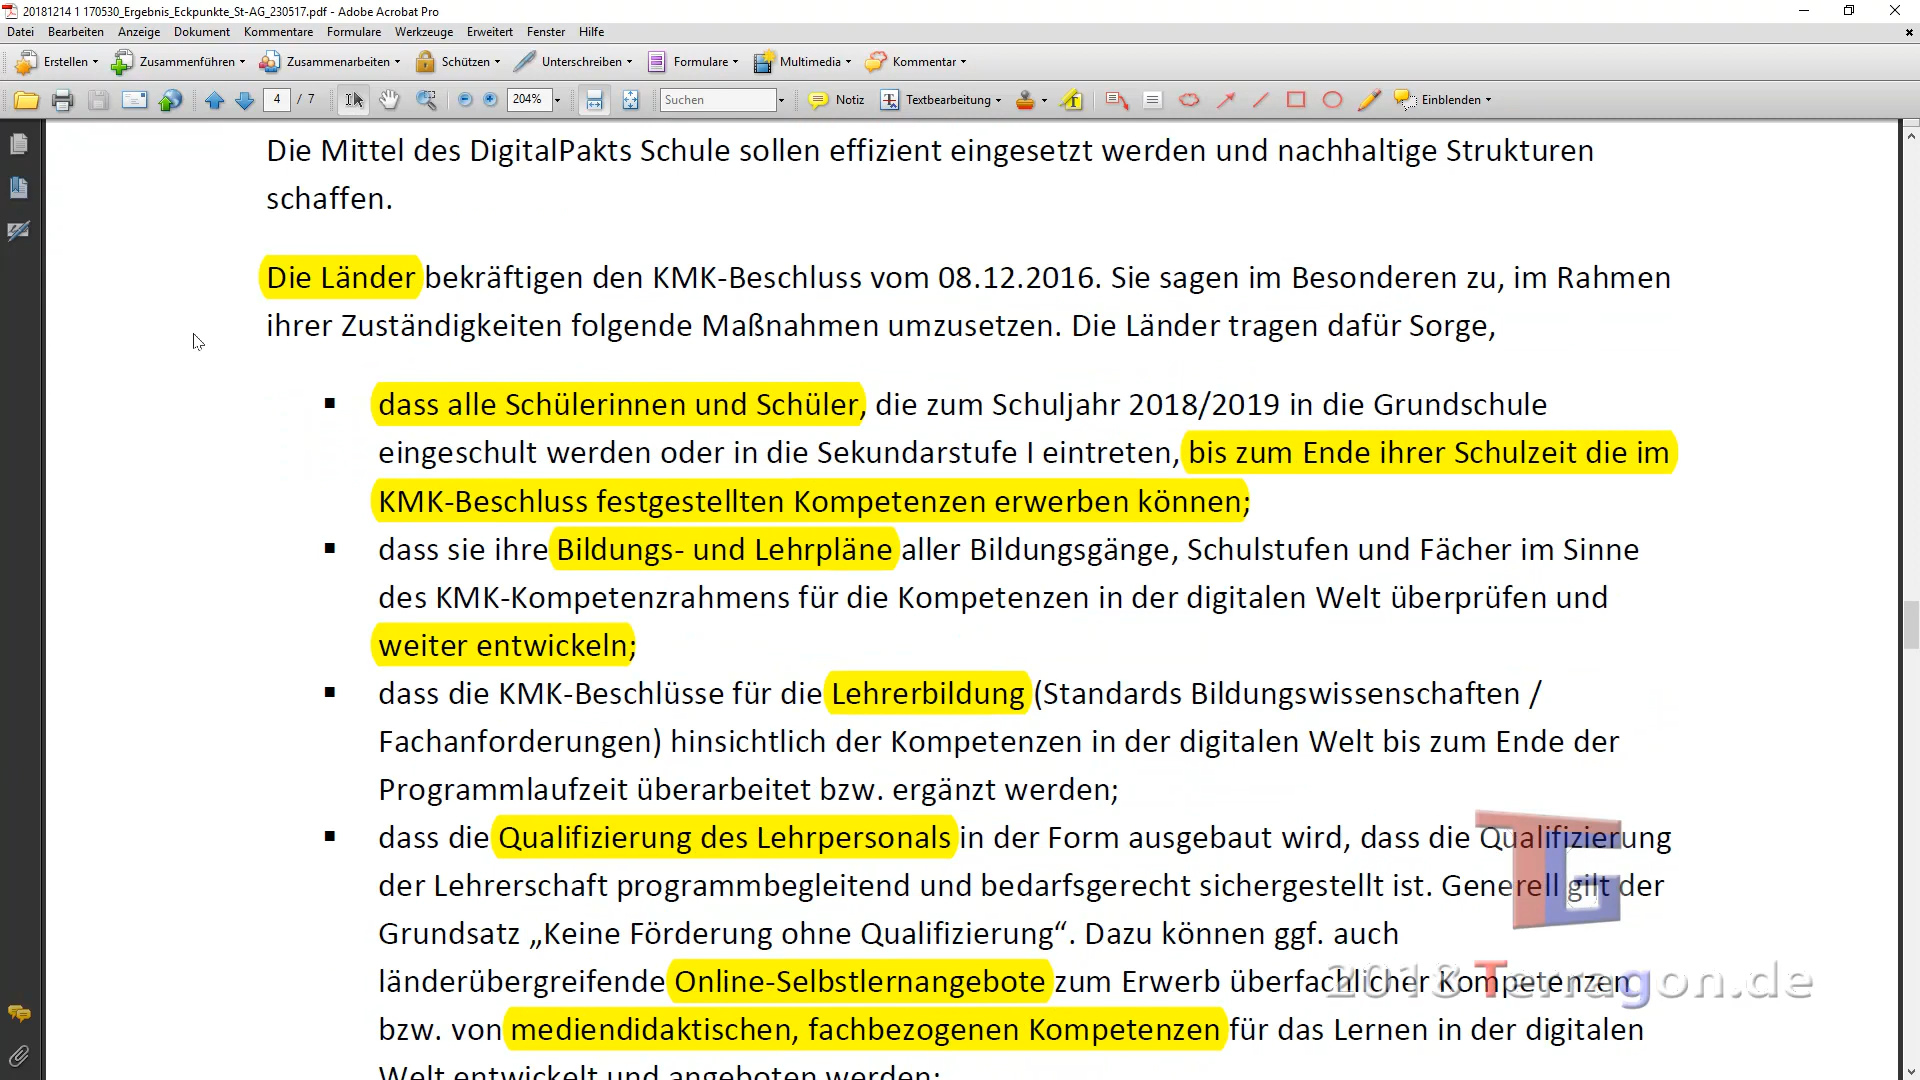 20181214 1 170530_Ergebnis_Eckpunkte_St-AG_230517.pdf - Adobe Acrobat Pro
Datei Bearbeiten Anzeige Dokument Kommentare Formulare Werkzeuge Erweitert Fenster Hilfe
Erstellen Zusammenführen Zusammenarbeiten Schützen Unterschreiben Formulare Multimedia Kommentar
4 / 7 204% Suchen Notiz Textbearbeitung Einblenden
Die Mittel des DigitalPakts Schule sollen effizient eingesetzt werden und nachhaltige Strukturen
schaffen.
Die Länder bekräftigen den KMK-Beschluss vom 08.12.2016. Sie sagen im Besonderen zu, im Rahmen
ihrer Zuständigkeiten folgende Maßnahmen umzusetzen. Die Länder tragen dafür Sorge,
▪ dass alle Schülerinnen und Schüler, die zum Schuljahr 2018/2019 in die Grundschule
eingeschult werden oder in die Sekundarstufe I eintreten, bis zum Ende ihrer Schulzeit die im
KMK-Beschluss festgestellten Kompetenzen erwerben können;
▪ dass sie ihre Bildungs- und Lehrpläne aller Bildungsgänge, Schulstufen und Fächer im Sinne
des KMK-Kompetenzrahmens für die Kompetenzen in der digitalen Welt überprüfen und
weiter entwickeln;
▪ dass die KMK-Beschlüsse für die Lehrerbildung (Standards Bildungswissenschaften /
Fachanforderungen) hinsichtlich der Kompetenzen in der digitalen Welt bis zum Ende der
Programmlaufzeit überarbeitet bzw. ergänzt werden;
▪ dass die Qualifizierung des Lehrpersonals in der Form ausgebaut wird, dass die Qualifizierung
der Lehrerschaft programmbegleitend und bedarfsgerecht sichergestellt ist. Generell gilt der
Grundsatz „Keine Förderung ohne Qualifizierung“. Dazu können ggf. auch
länderübergreifende Online-Selbstlernangebote zum Erwerb überfachlicher Kompetenzen
bzw. von mediendidaktischen, fachbezogenen Kompetenzen für das Lernen in der digitalen
Welt entwickelt und angeboten werden;
TG
2018 Terragon.de